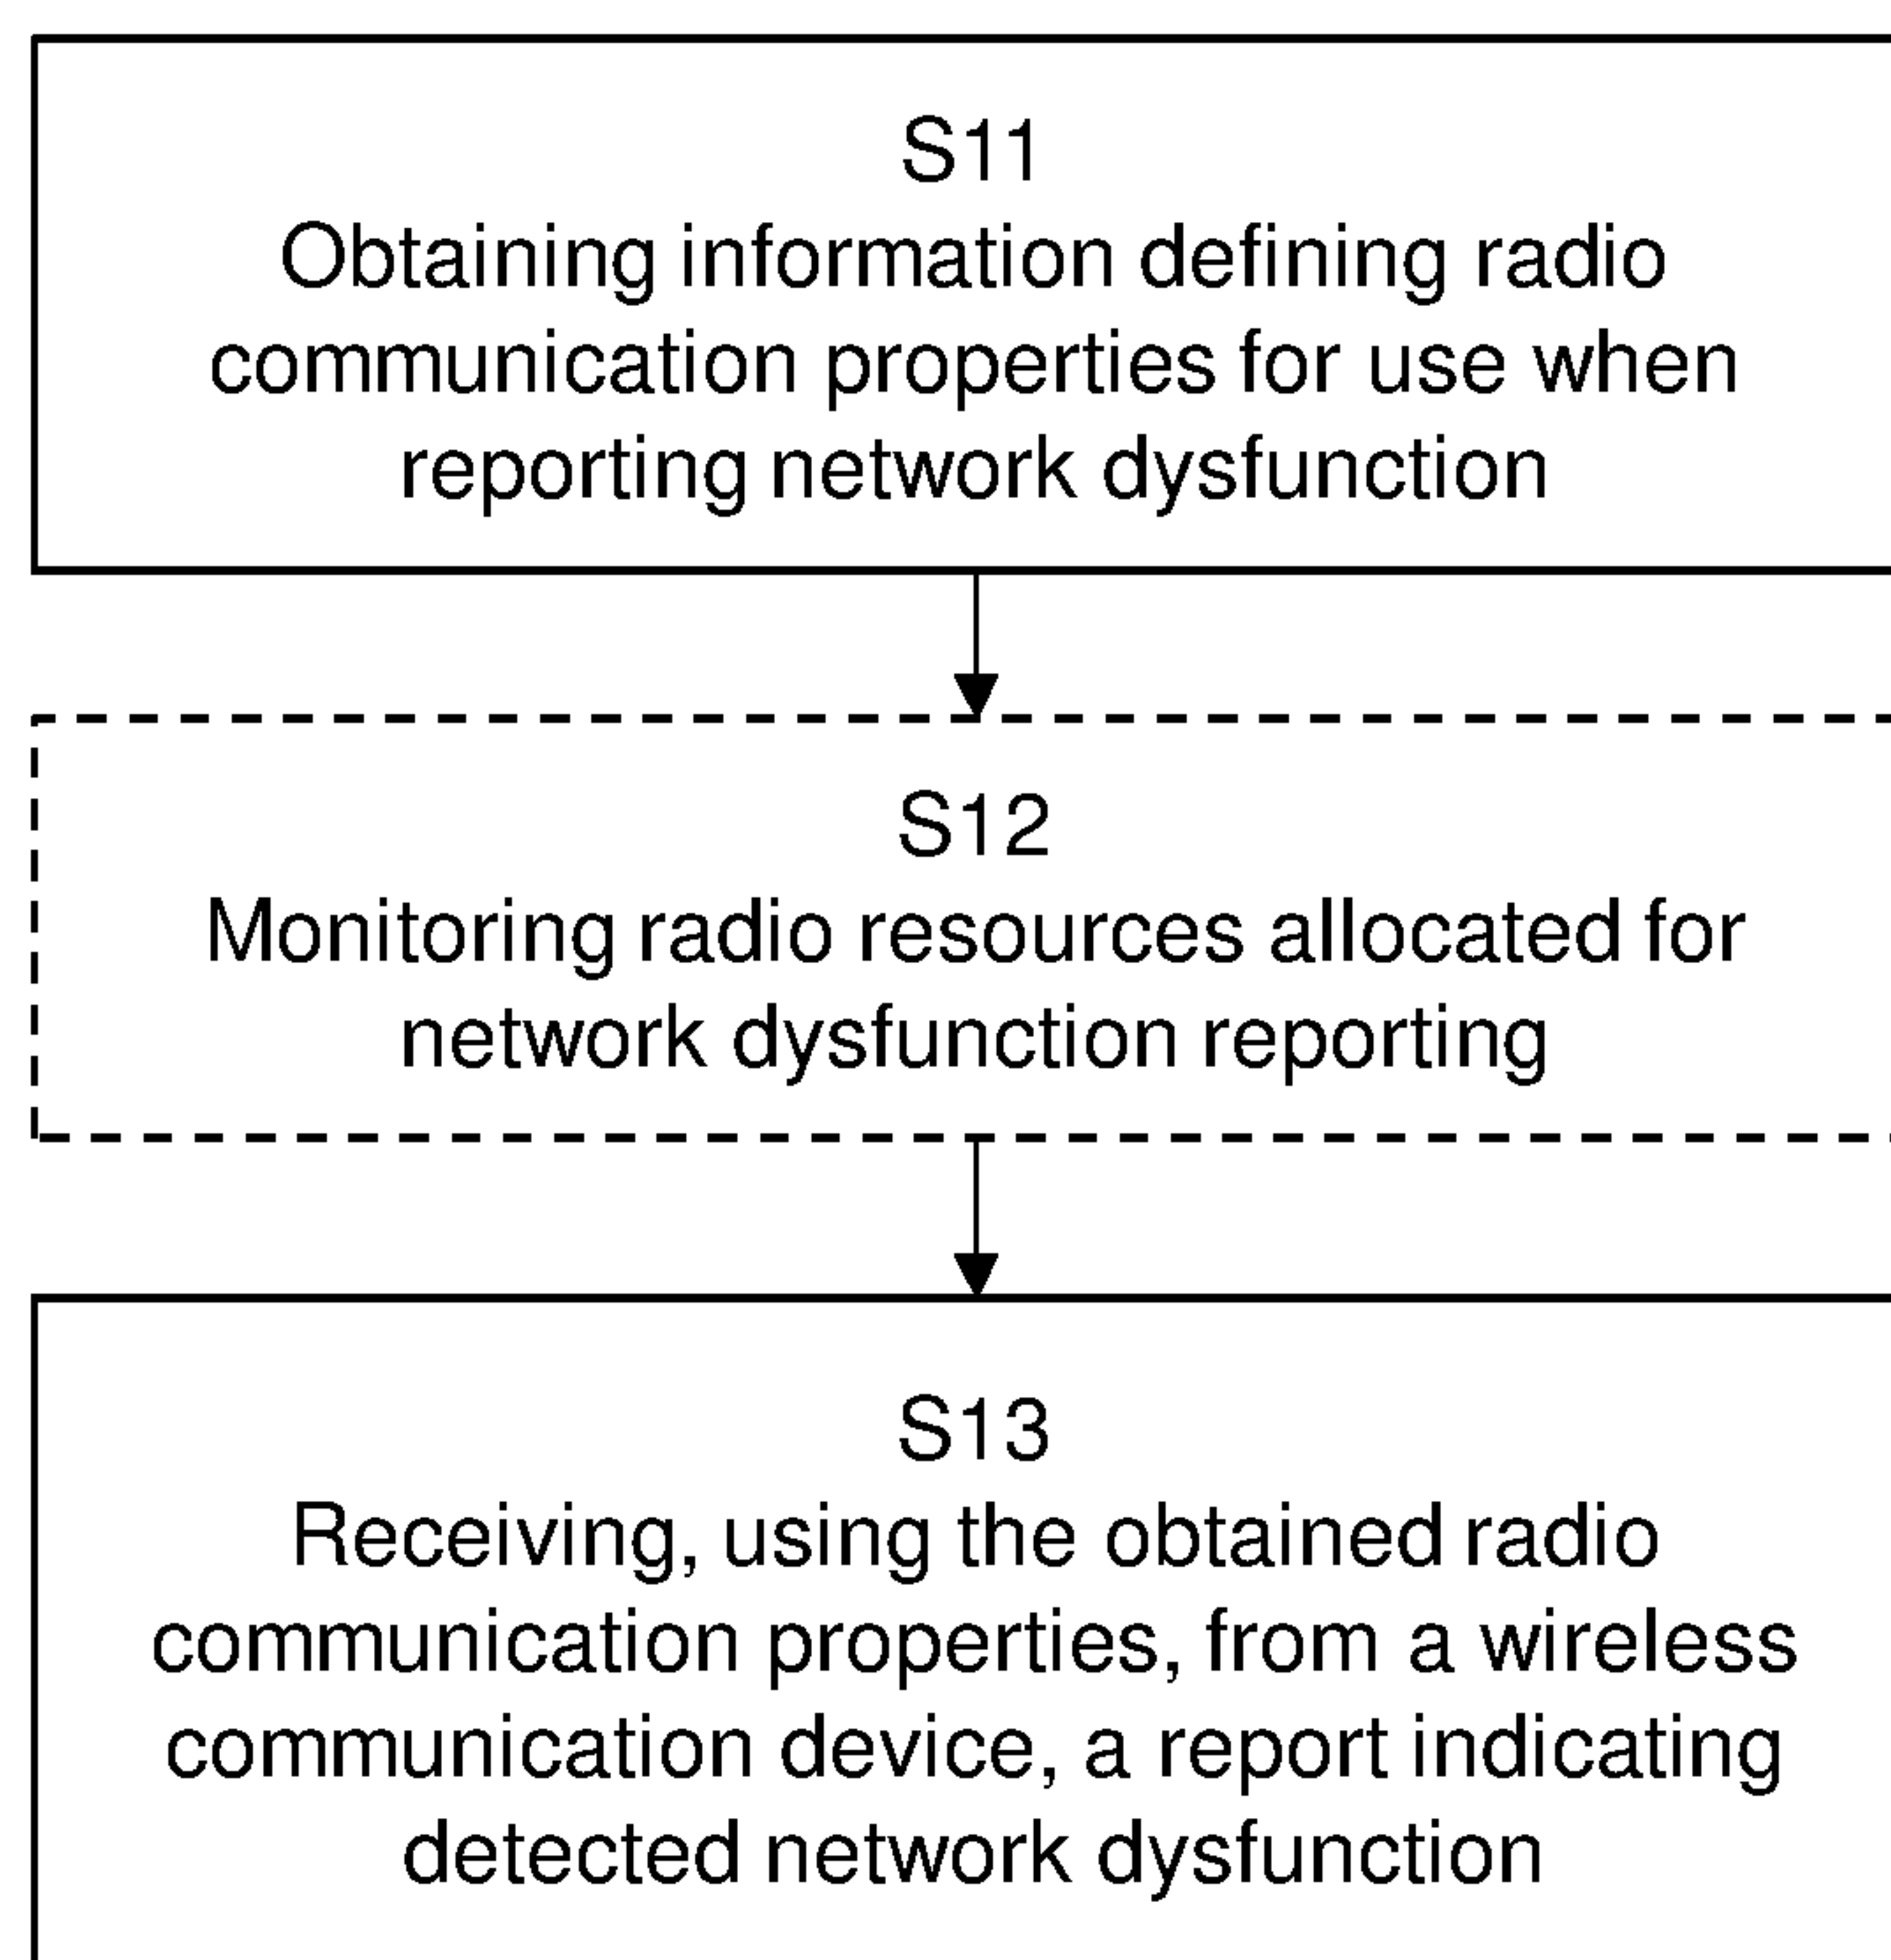 S11
Obtaining information defining radio
communication properties for use when
reporting network dysfunction
S12
Monitoring radio resources allocated for
network dysfunction reporting
S13
Receiving, using the obtained radio
communication properties, from a wireless
communication device, a report indicating
detected network dysfunction